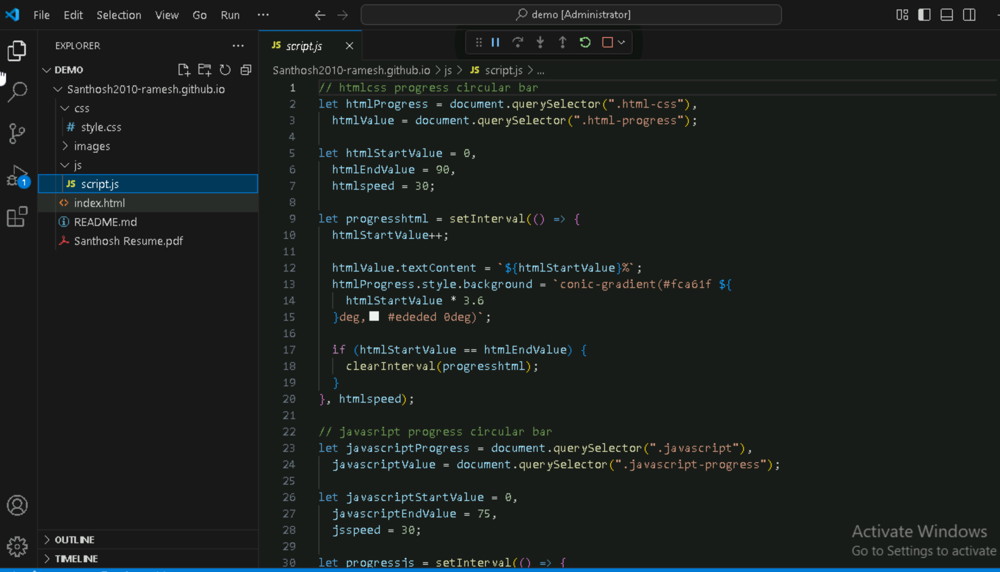 File Edit Selection View Go Run ···
demo [Administrator]
EXPLORER ···
DEMO
Santhosh2010-ramesh.github.io
css
# style.css
images
js
JS script.js
<> index.html
README.md
Santhosh Resume.pdf
OUTLINE
TIMELINE
1
JS script.js
Santhosh2010-ramesh.github.io > js > JS script.js > ...
1 // htmlcss progress circular bar
2 let htmlProgress = document.querySelector(".html-css"),
3 htmlValue = document.querySelector(".html-progress");
4
5 let htmlStartValue = 0,
6 htmlEndValue = 90,
7 htmlspeed = 30;
8
9 let progresshtml = setInterval(() => {
10 htmlStartValue++;
11
12 htmlValue.textContent = `${htmlStartValue}%`;
13 htmlProgress.style.background = `conic-gradient(#fca61f ${
14 htmlStartValue * 3.6
15 }deg, #ededed 0deg)`;
16
17 if (htmlStartValue == htmlEndValue) {
18 clearInterval(progresshtml);
19 }
20 }, htmlspeed);
21
22 // javasript progress circular bar
23 let javascriptProgress = document.querySelector(".javascript"),
24 javascriptValue = document.querySelector(".javascript-progress");
25
26 let javascriptStartValue = 0,
27 javascriptEndValue = 75,
28 jsspeed = 30;
29
30 let progressjs = setInterval(() => {
Activate Windows
Go to Settings to activate